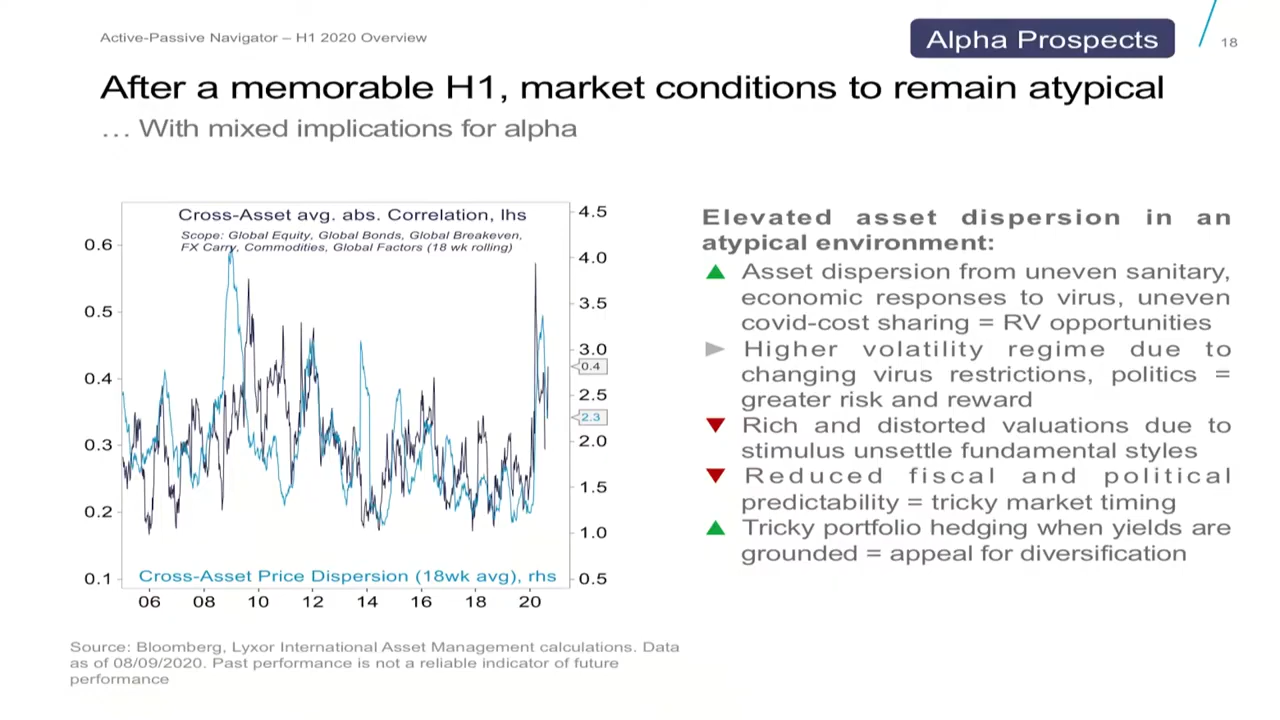 Active-Passive Navigator – H1 2020 Overview
Alpha Prospects
18
After a memorable H1, market conditions to remain atypical
… With mixed implications for alpha
Cross-Asset avg. abs. Correlation, lhs
Scope: Global Equity, Global Bonds, Global Breakeven,
FX Carry, Commodities, Global Factors (18 wk rolling)
0.6
0.5
0.4
0.3
0.2
0.1
4.5
4.0
3.5
3.0
0.4
2.5
2.3
2.0
1.5
1.0
0.5
Cross-Asset Price Dispersion (18wk avg), rhs
06 08 10 12 14 16 18 20
Elevated asset dispersion in an
atypical environment:
Asset dispersion from uneven sanitary,
economic responses to virus, uneven
covid-cost sharing = RV opportunities
Higher volatility regime due to
changing virus restrictions, politics =
greater risk and reward
Rich and distorted valuations due to
stimulus unsettle fundamental styles
Reduced fiscal and political
predictability = tricky market timing
Tricky portfolio hedging when yields are
grounded = appeal for diversification
Source: Bloomberg, Lyxor International Asset Management calculations. Data
as of 08/09/2020. Past performance is not a reliable indicator of future
performance